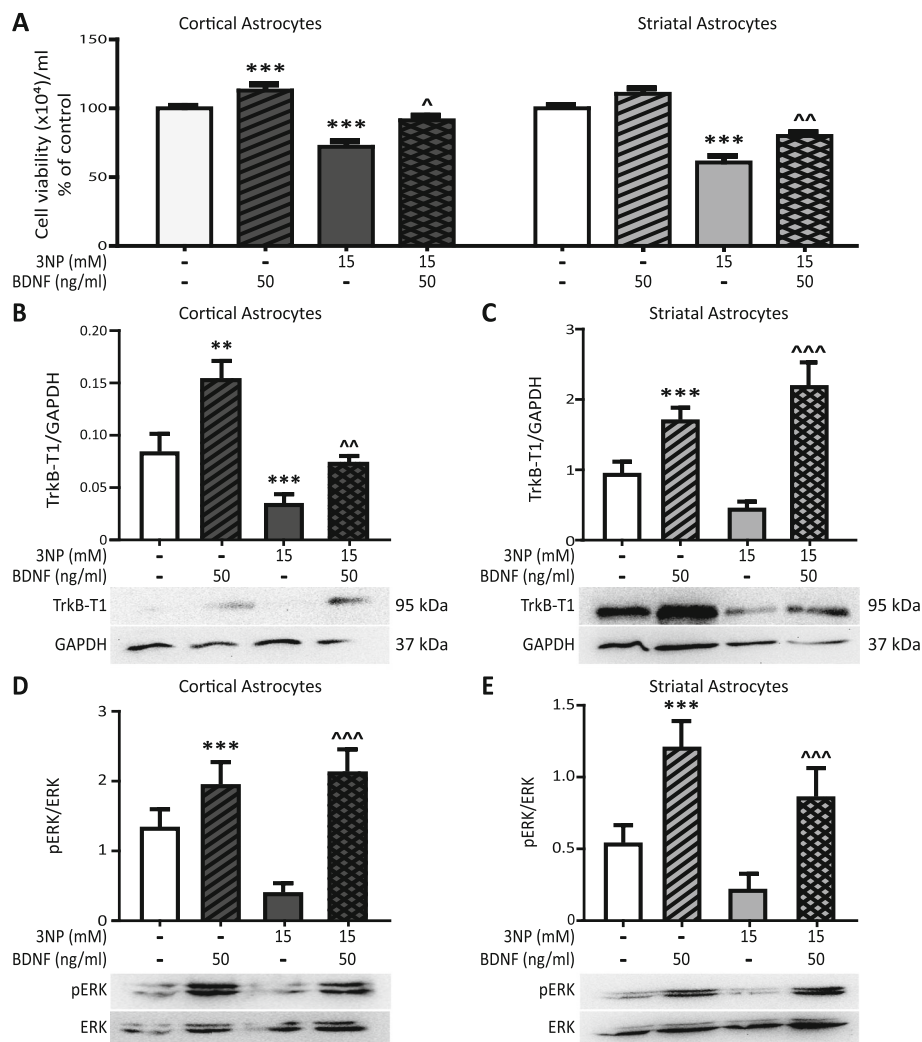 A
Cortical Astrocytes
Striatal Astrocytes
Cell viability (x10⁴)/ml
% of control
150
100
50
0
***
***
^
***
^^
3NP (mM) - - 15 15 - - 15 15
BDNF (ng/ml) - 50 - 50 - 50 - 50
B
Cortical Astrocytes
TrkB-T1/GAPDH
0.20
0.15
0.10
0.05
0
**
***
^^
3NP (mM) - - 15 15
BDNF (ng/ml) - 50 - 50
TrkB-T1 95 kDa
GAPDH 37 kDa
C
Striatal Astrocytes
TrkB-T1/GAPDH
3
2
1
0
***
^^^
3NP (mM) - - 15 15
BDNF (ng/ml) - 50 - 50
TrkB-T1 95 kDa
GAPDH 37 kDa
D
Cortical Astrocytes
pERK/ERK
3
2
1
0
***
^^^
3NP (mM) - - 15 15
BDNF (ng/ml) - 50 - 50
pERK
ERK
E
Striatal Astrocytes
pERK/ERK
1.5
1.0
0.5
0
***
^^^
3NP (mM) - - 15 15
BDNF (ng/ml) - 50 - 50
pERK
ERK